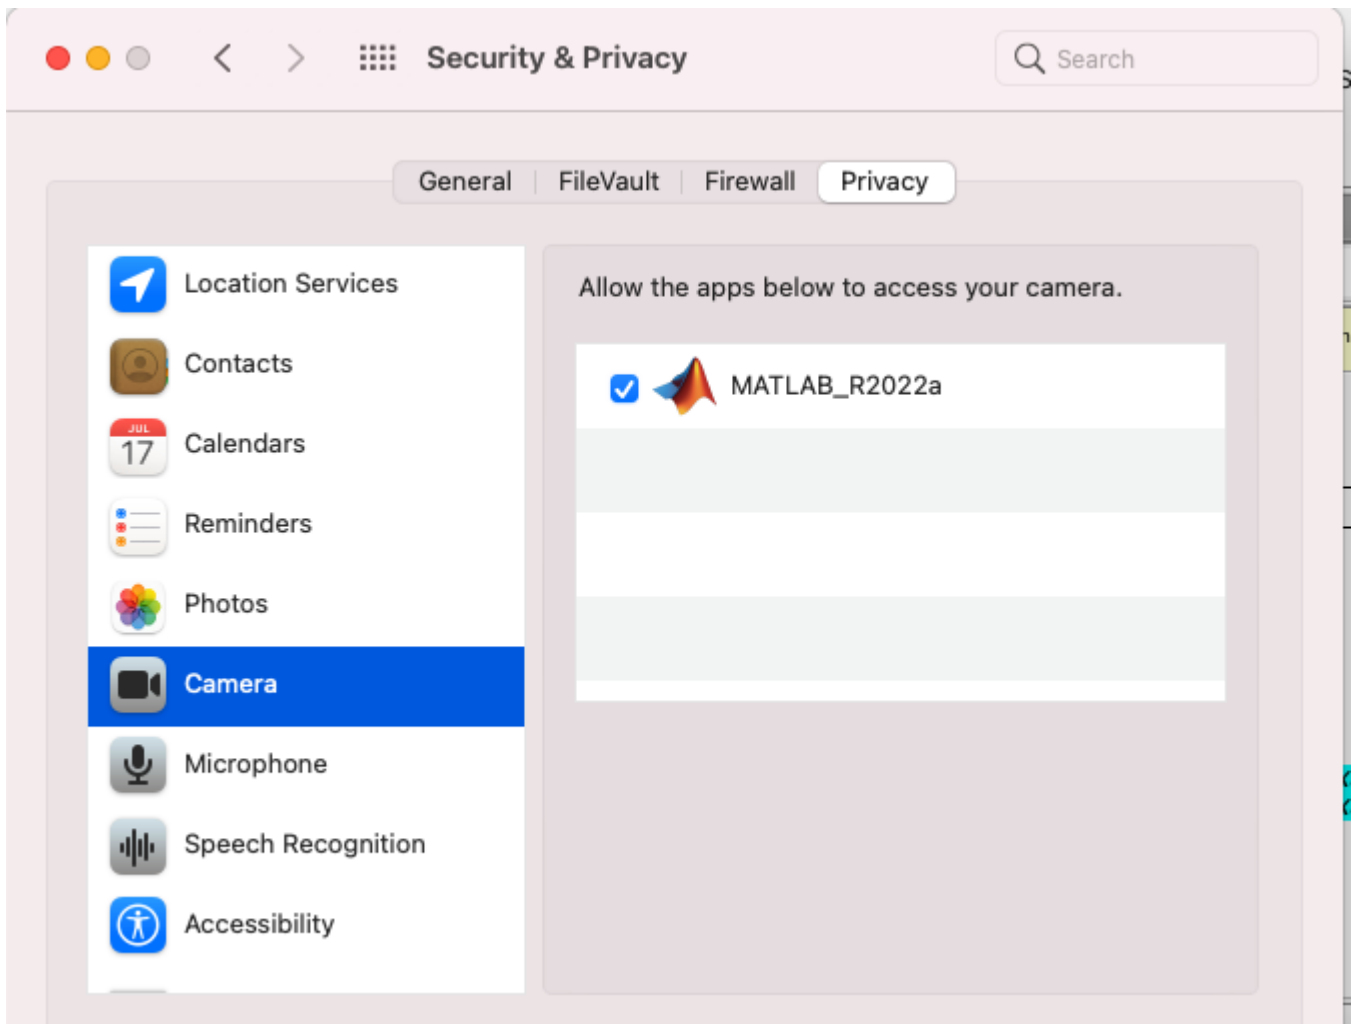 Security & Privacy
Search
General
FileVault
Firewall
Privacy
Location Services
Contacts
JUL
17
Calendars
Reminders
Photos
Camera
Microphone
Speech Recognition
Accessibility
Allow the apps below to access your camera.
MATLAB_R2022a